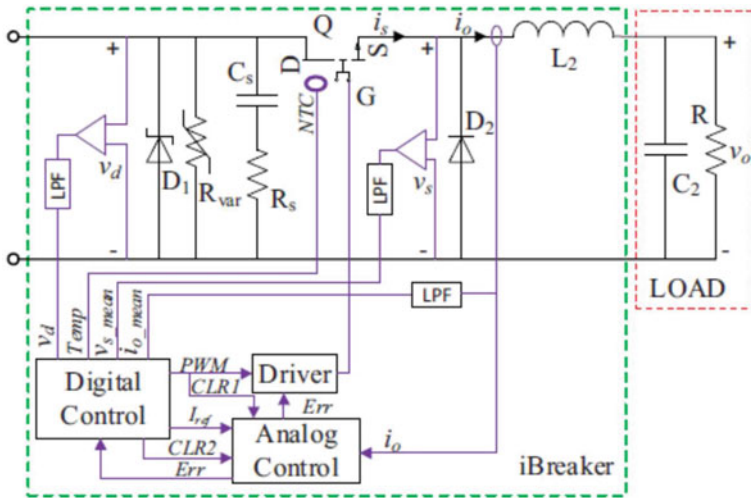 + Q i_s i_o +
D S
C_s L_2
G
NTC
D_2 R
v_d v_s v_o
LPF D_1 R_var R_s LPF C_2
- - -
LPF LOAD
v_d Temp v_s_mean i_o_mean
PWM Driver
Digital Control CLR1
Err
I_ref Analog Control i_o
CLR2
Err iBreaker